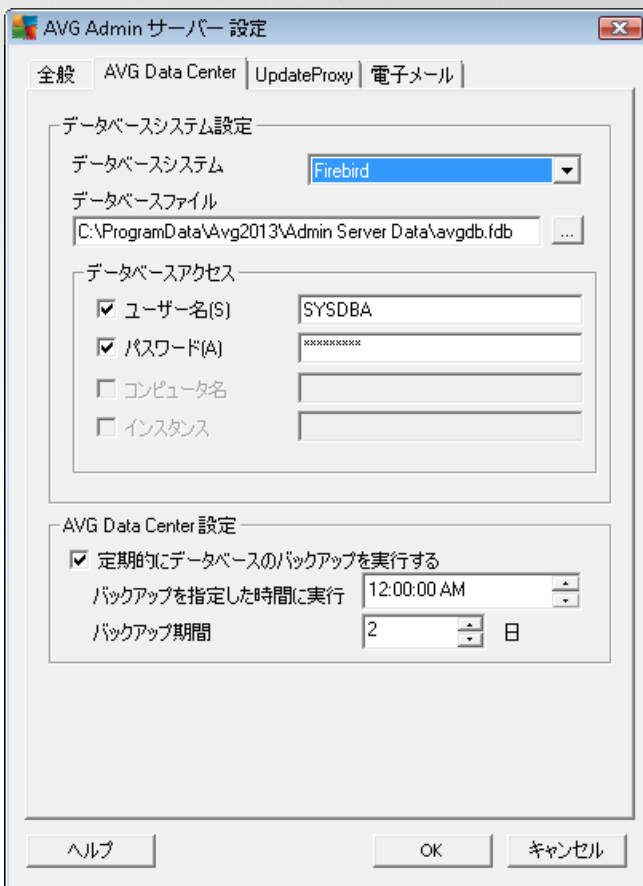 AVG Admin サーバー 設定
全般 AVG Data Center UpdateProxy 電子メール
データベースシステム設定
データベースシステム Firebird
データベースファイル
C:\ProgramData\Avg2013\Admin Server Data\avgdb.fdb ...
データベースアクセス
ユーザー名(S) SYSDBA
パスワード(A) *********
コンピュータ名
インスタンス
AVG Data Center 設定
定期的にデータベースのバックアップを実行する
バックアップを指定した時間に実行 12:00:00 AM
バックアップ期間 2 日
ヘルプ OK キャンセル